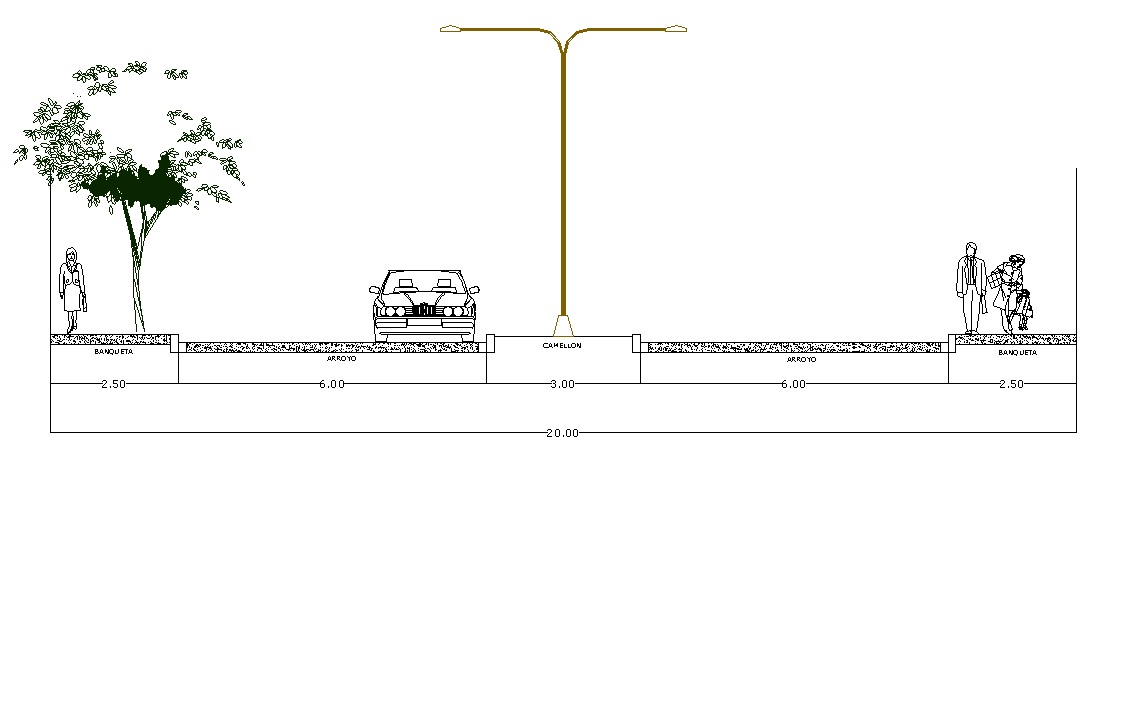 CAMELLON
BANQUETA
BANQUETA
ARROYO
ARROYO
2.50
6.00
3.00
6.00
2.50
20.00